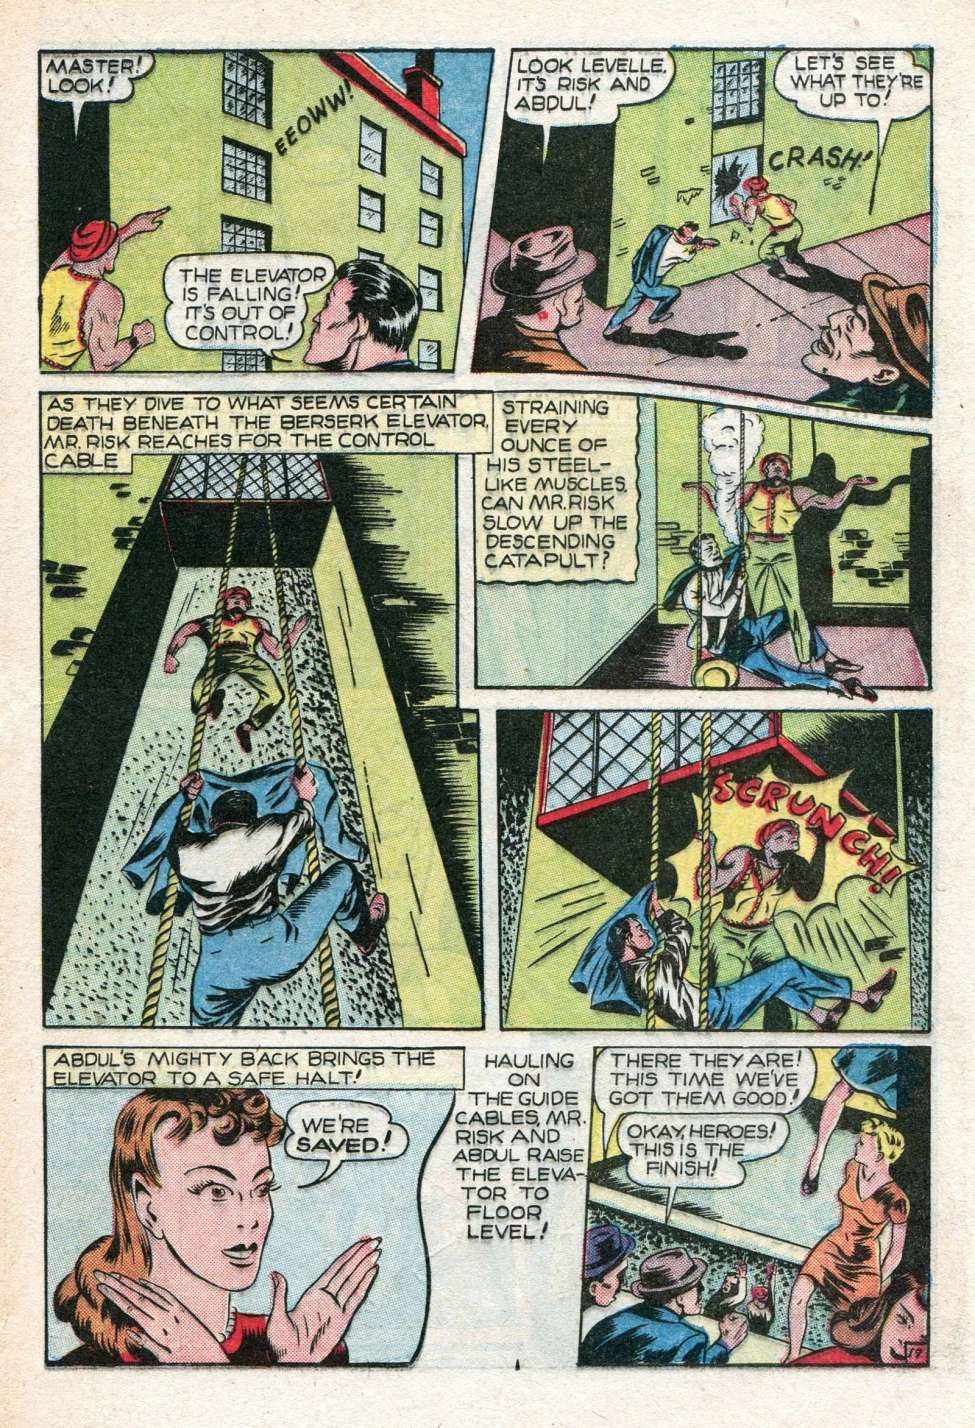 MASTER!
LOOK!
EEOWW!
THE ELEVATOR
IS FALLING!
IT'S OUT OF
CONTROL!
LOOK LEVELLE,
IT'S RISK AND
ABDUL!
LET'S SEE
WHAT THEY'RE
UP TO!
CRASH!
AS THEY DIVE TO WHAT SEEMS CERTAIN
DEATH BENEATH THE BERSERK ELEVATOR,
MR. RISK REACHES FOR THE CONTROL
CABLE
STRAINING
EVERY
OUNCE OF
HIS STEEL-
LIKE MUSCLES,
CAN MR. RISK
SLOW UP THE
DESCENDING
CATAPULT?
SCRUNCH!
ABDUL'S MIGHTY BACK BRINGS THE
ELEVATOR TO A SAFE HALT!
WE'RE
SAVED!
HAULING
ON
THE GUIDE
CABLES, MR.
RISK AND
ABDUL RAISE
THE ELEVA-
TOR TO
FLOOR
LEVEL!
THERE THEY ARE!
THIS TIME WE'VE
GOT THEM GOOD!
OKAY, HEROES!
THIS IS THE
FINISH!